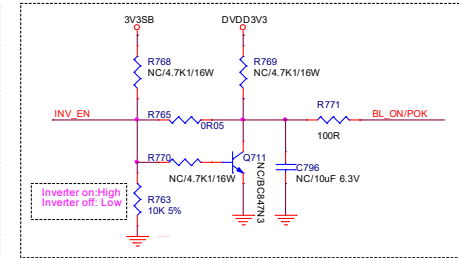 3V3SB
DVDD3V3
R768
NC/4.7K1/16W
R769
NC/4.7K1/16W
INV_EN
R765
0R05
R771
100R
BL_ON/POK
R770
NC/4.7K1/16W
Q711
NC/BC847N3
C796
NC/10uF 6.3V
Inverter on:High
Inverter off: Low
R763
10K 5%